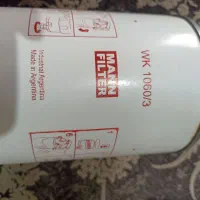 WK 1060/3
MANN
FILTER
Industria Argentina
Made in Argentina